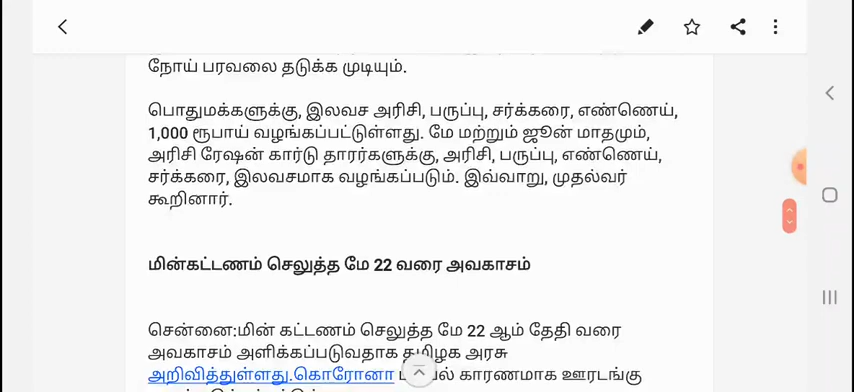 நோய் பரவலை தடுக்க முடியும்.
பொதுமக்களுக்கு, இலவச அரிசி, பருப்பு, சர்க்கரை, எண்ணெய்,
1,000 ரூபாய் வழங்கப்பட்டுள்ளது. மே மற்றும் ஜூன் மாதமும்,
அரிசி ரேஷன் கார்டு தாரர்களுக்கு, அரிசி, பருப்பு, எண்ணெய்,
சர்க்கரை, இலவசமாக வழங்கப்படும். இவ்வாறு, முதல்வர்
கூறினார்.
மின்கட்டணம் செலுத்த மே 22 வரை அவகாசம்
சென்னை:மின் கட்டணம் செலுத்த மே 22 ஆம் தேதி வரை
அவகாசம் அளிக்கப்படுவதாக தமிழக அரசு
அறிவித்துள்ளது.கொரோனா காரணமாக ஊரடங்கு